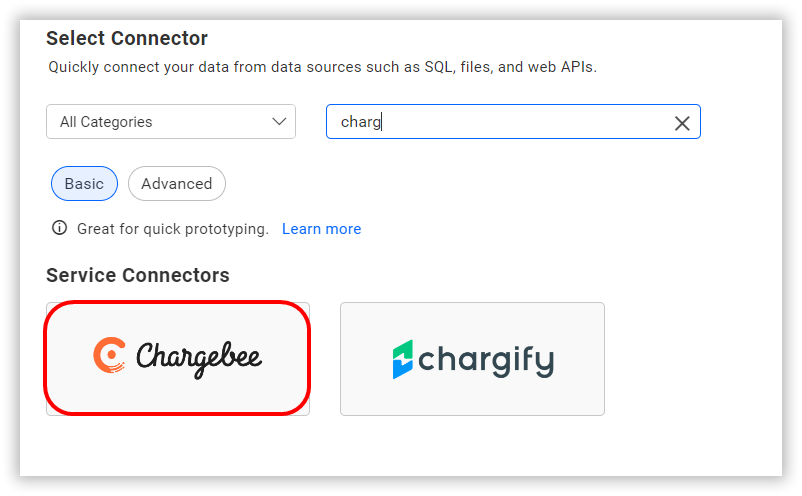 Select Connector
Quickly connect your data from data sources such as SQL, files, and web APIs.
All Categories
charg
Basic
Advanced
Great for quick prototyping. Learn more
Service Connectors
Chargebee
chargify